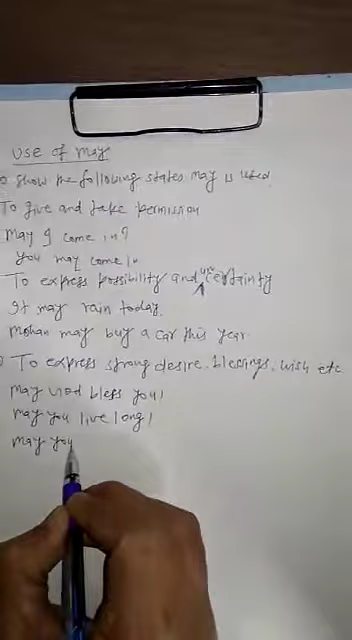 Use of may
o show the following states may is used.
To give and take permission
may I come in?
you may come in
To express possibility and uncertainty
It may rain today.
Mohan may buy a car this year.
To express strong desire, blessings, wish etc
may God bless you!
may you live long!
may you